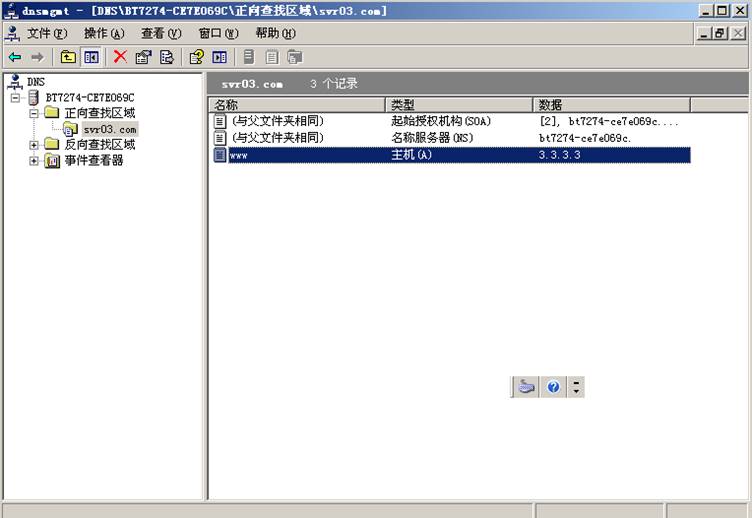 dnsmgmt - [DNS\BT7274-CE7E069C\正向查找区域\svr03.com]
文件(F) 操作(A) 查看(V) 窗口(W) 帮助(H)
DNS
BT7274-CE7E069C
正向查找区域
svr03.com
反向查找区域
事件查看器
svr03.com 3 个记录
名称 类型 数据
(与父文件夹相同) 起始授权机构(SOA) [2], bt7274-ce7e069c....
(与父文件夹相同) 名称服务器(NS) bt7274-ce7e069c.
www 主机(A) 3.3.3.3